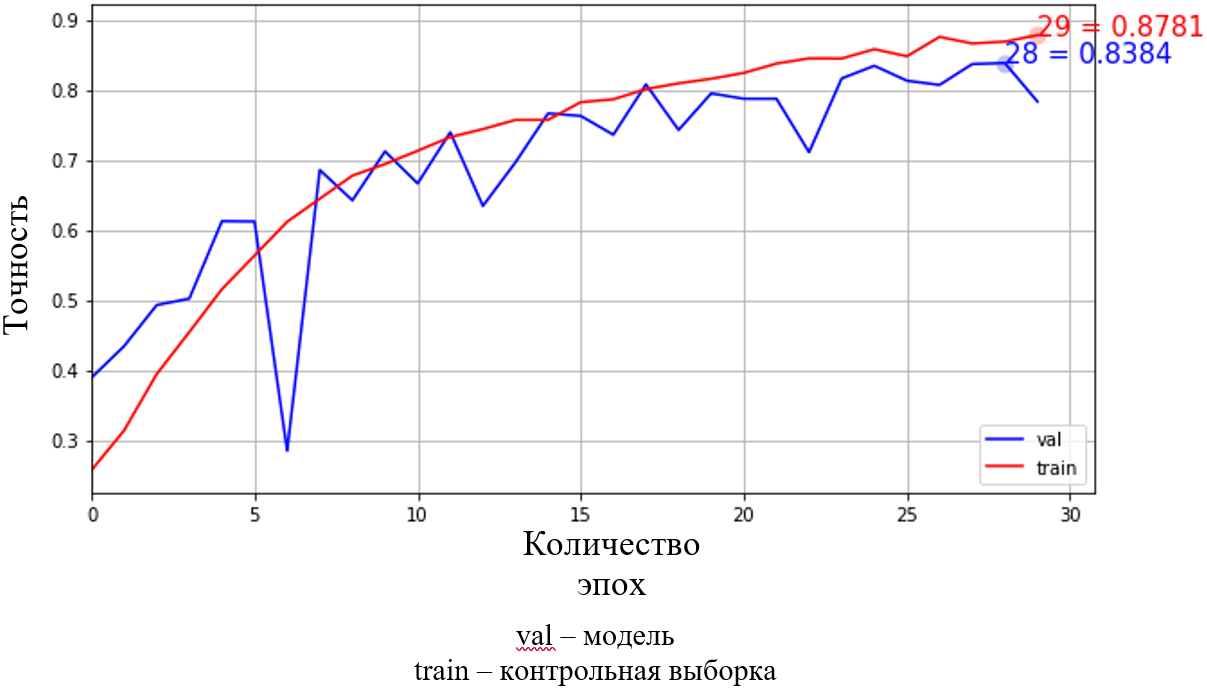 29 = 0.8781
28 = 0.8384
0.9
0.8
0.7
0.6
0.5
0.4
0.3
Точность
val
train
0 5 10 15 20 25 30
Количество
эпох
val – модель
train – контрольная выборка